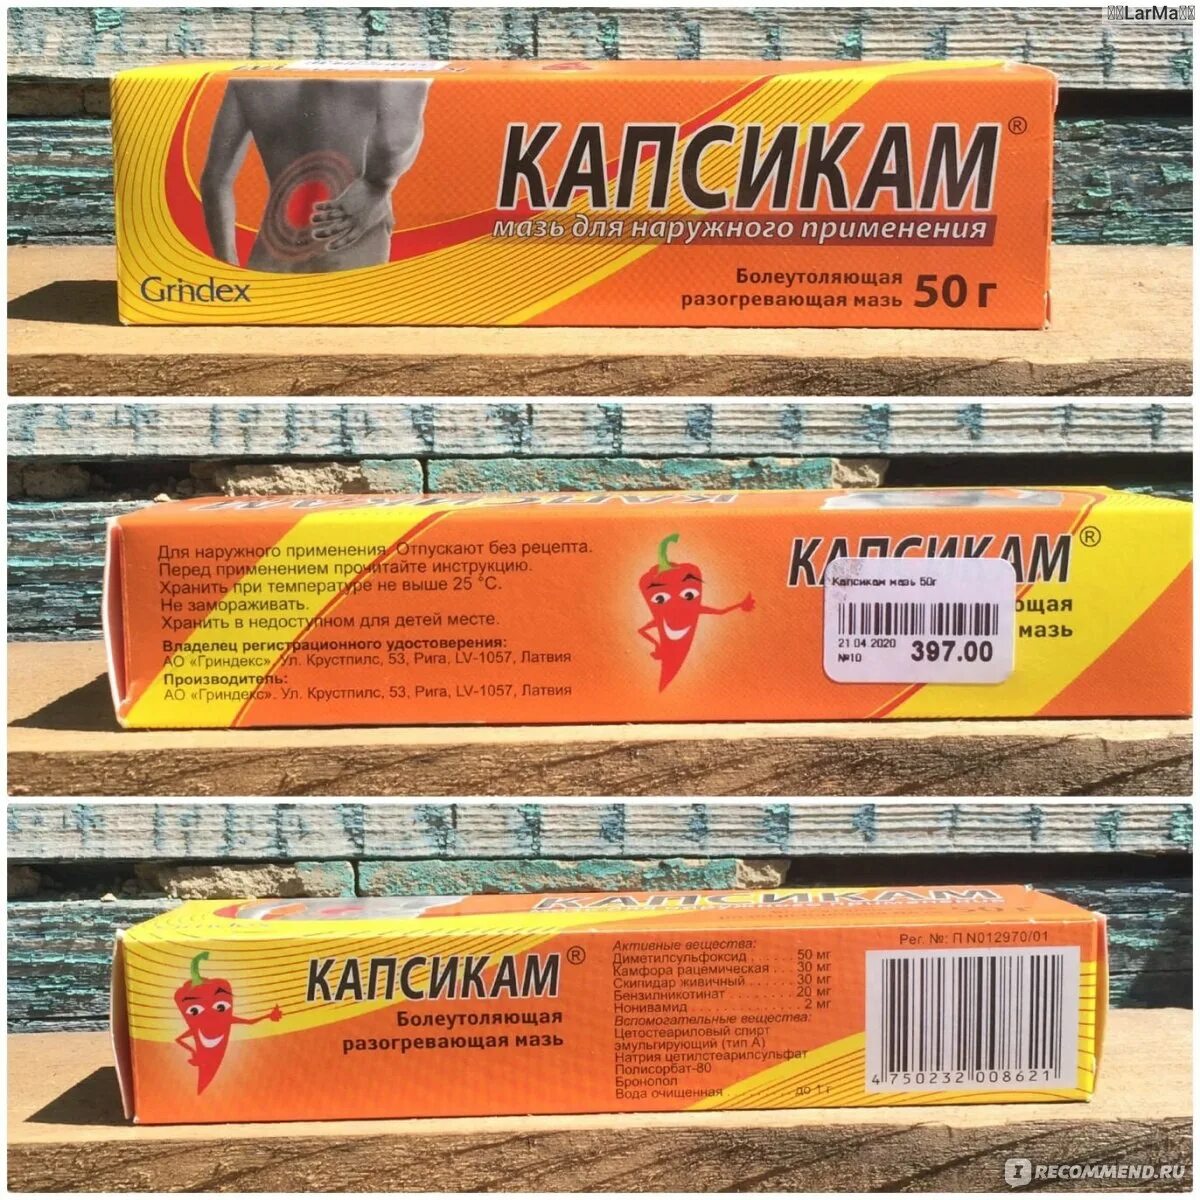 LarMa
КАПСИКАМ®
мазь для наружного применения
Болеутоляющая
разогревающая мазь 50 г
Grindex
КАПСИКАМ
Для наружного применения. Отпускают без рецепта.
Перед применением прочитайте инструкцию.
Хранить при температуре не выше 25 °С.
Не замораживать.
Хранить в недоступном для детей месте.
Владелец регистрационного удостоверения:
АО «Гриндекс». Ул. Крустпилс, 53, Рига, LV-1057, Латвия
Производитель:
АО «Гриндекс». Ул. Крустпилс, 53, Рига, LV-1057, Латвия
КАПСИКАМ®
ющая
мазь
Капсикам мазь 50г
21.04.2020
№10
397.00
КАПСИКАМ
50 г
Grindex
КАПСИКАМ®
Болеутоляющая
разогревающая мазь
Активные вещества:
Диметилсульфоксид 50 мг
Камфора рацемическая 30 мг
Скипидар живичный 30 мг
Бензилникотинат 20 мг
Нонивамид 2 мг
Вспомогательные вещества:
Цетостеариловый спирт
эмульгирующий (тип А)
Натрия цетилстеарилсульфат
Полисорбат-80
Бронопол
Вода очищенная до 1 г
Рег. №: П N012970/01
4 750232 008621
IRECOMMEND.RU